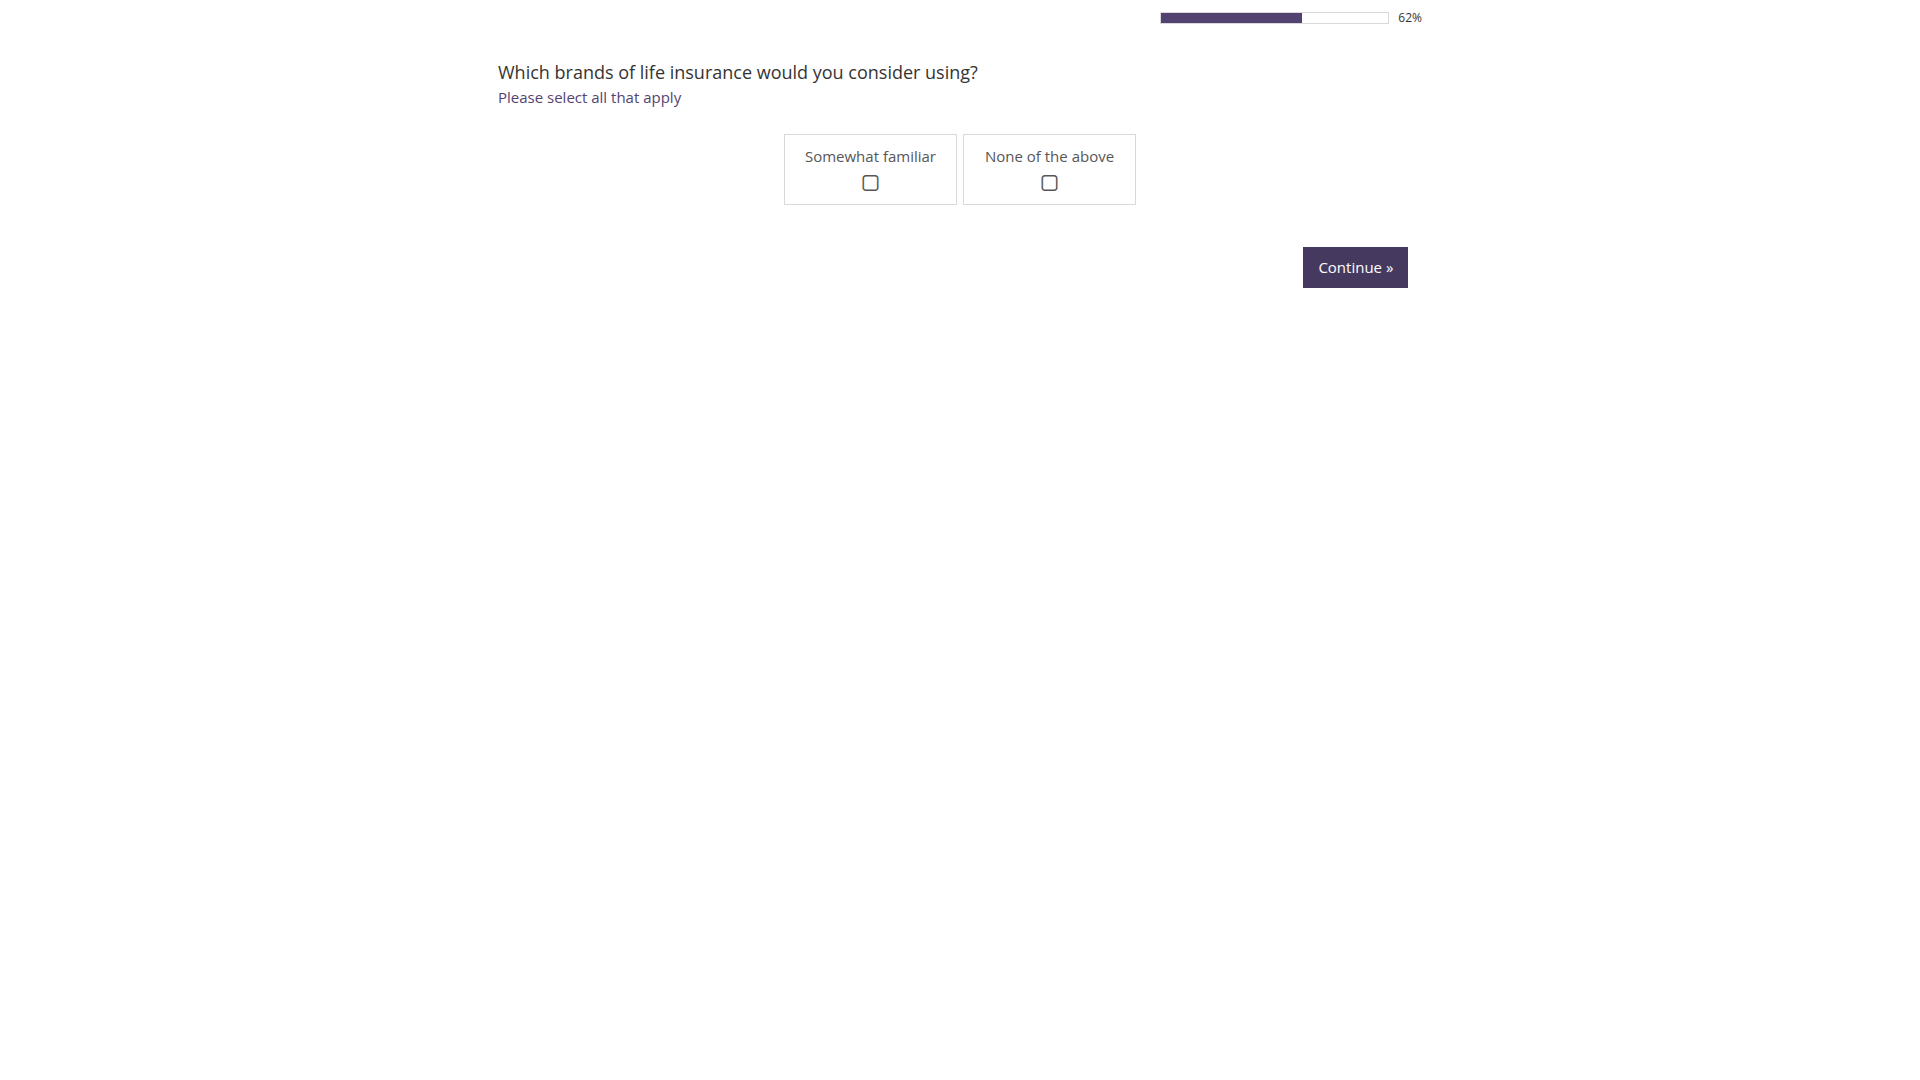 62%
Which brands of life insurance would you consider using?
Please select all that apply
Somewhat familiar
None of the above
Continue »